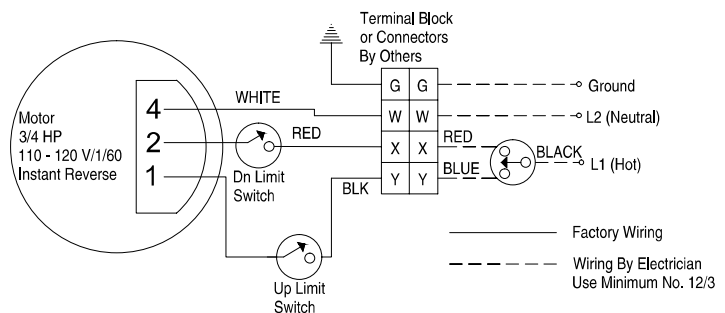 Terminal Block
or Connectors
By Others
G G
Ground
WHITE
W W
L2 (Neutral)
4
Motor
3/4 HP
110 - 120 V/1/60
Instant Reverse
2
1
RED
X X
RED
BLACK
L1 (Hot)
Dn Limit
Switch
BLK
Y Y
BLUE
Up Limit
Switch
Factory Wiring
Wiring By Electrician
Use Minimum No. 12/3